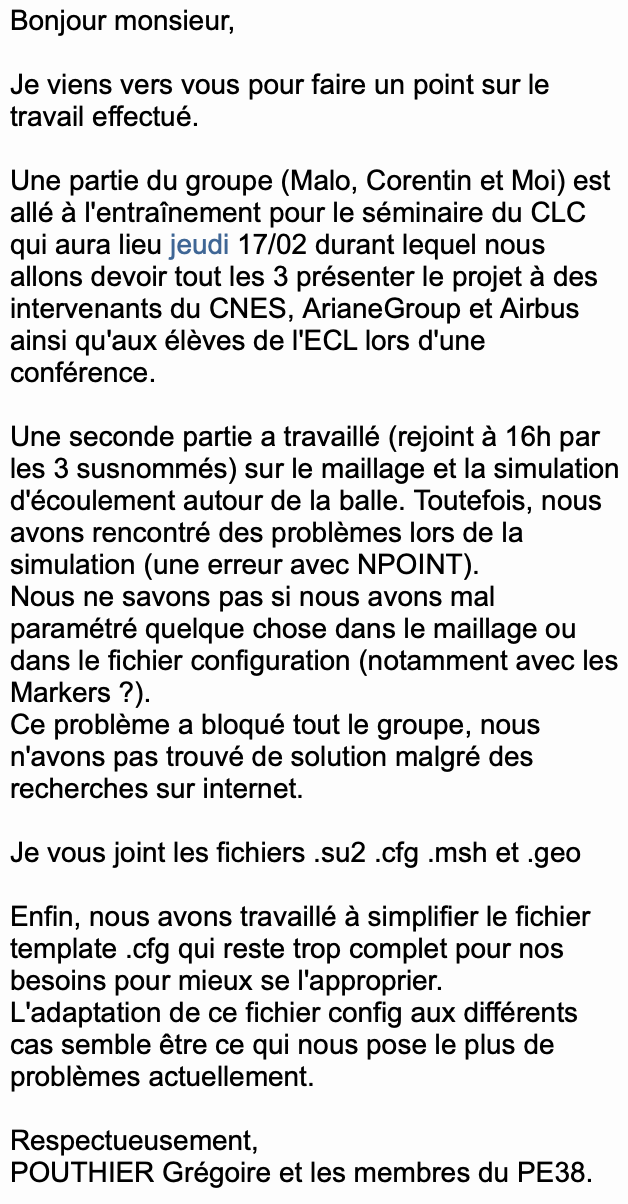 Bonjour monsieur,
Je viens vers vous pour faire un point sur le
travail effectué.
Une partie du groupe (Malo, Corentin et Moi) est
allé à l'entraînement pour le séminaire du CLC
qui aura lieu jeudi 17/02 durant lequel nous
allons devoir tout les 3 présenter le projet à des
intervenants du CNES, ArianeGroup et Airbus
ainsi qu'aux élèves de l'ECL lors d'une
conférence.
Une seconde partie a travaillé (rejoint à 16h par
les 3 susnommés) sur le maillage et la simulation
d'écoulement autour de la balle. Toutefois, nous
avons rencontré des problèmes lors de la
simulation (une erreur avec NPOINT).
Nous ne savons pas si nous avons mal
paramétré quelque chose dans le maillage ou
dans le fichier configuration (notamment avec les
Markers ?).
Ce problème a bloqué tout le groupe, nous
n'avons pas trouvé de solution malgré des
recherches sur internet.
Je vous joint les fichiers .su2 .cfg .msh et .geo
Enfin, nous avons travaillé à simplifier le fichier
template .cfg qui reste trop complet pour nos
besoins pour mieux se l'approprier.
L'adaptation de ce fichier config aux différents
cas semble être ce qui nous pose le plus de
problèmes actuellement.
Respectueusement,
POUTHIER Grégoire et les membres du PE38.